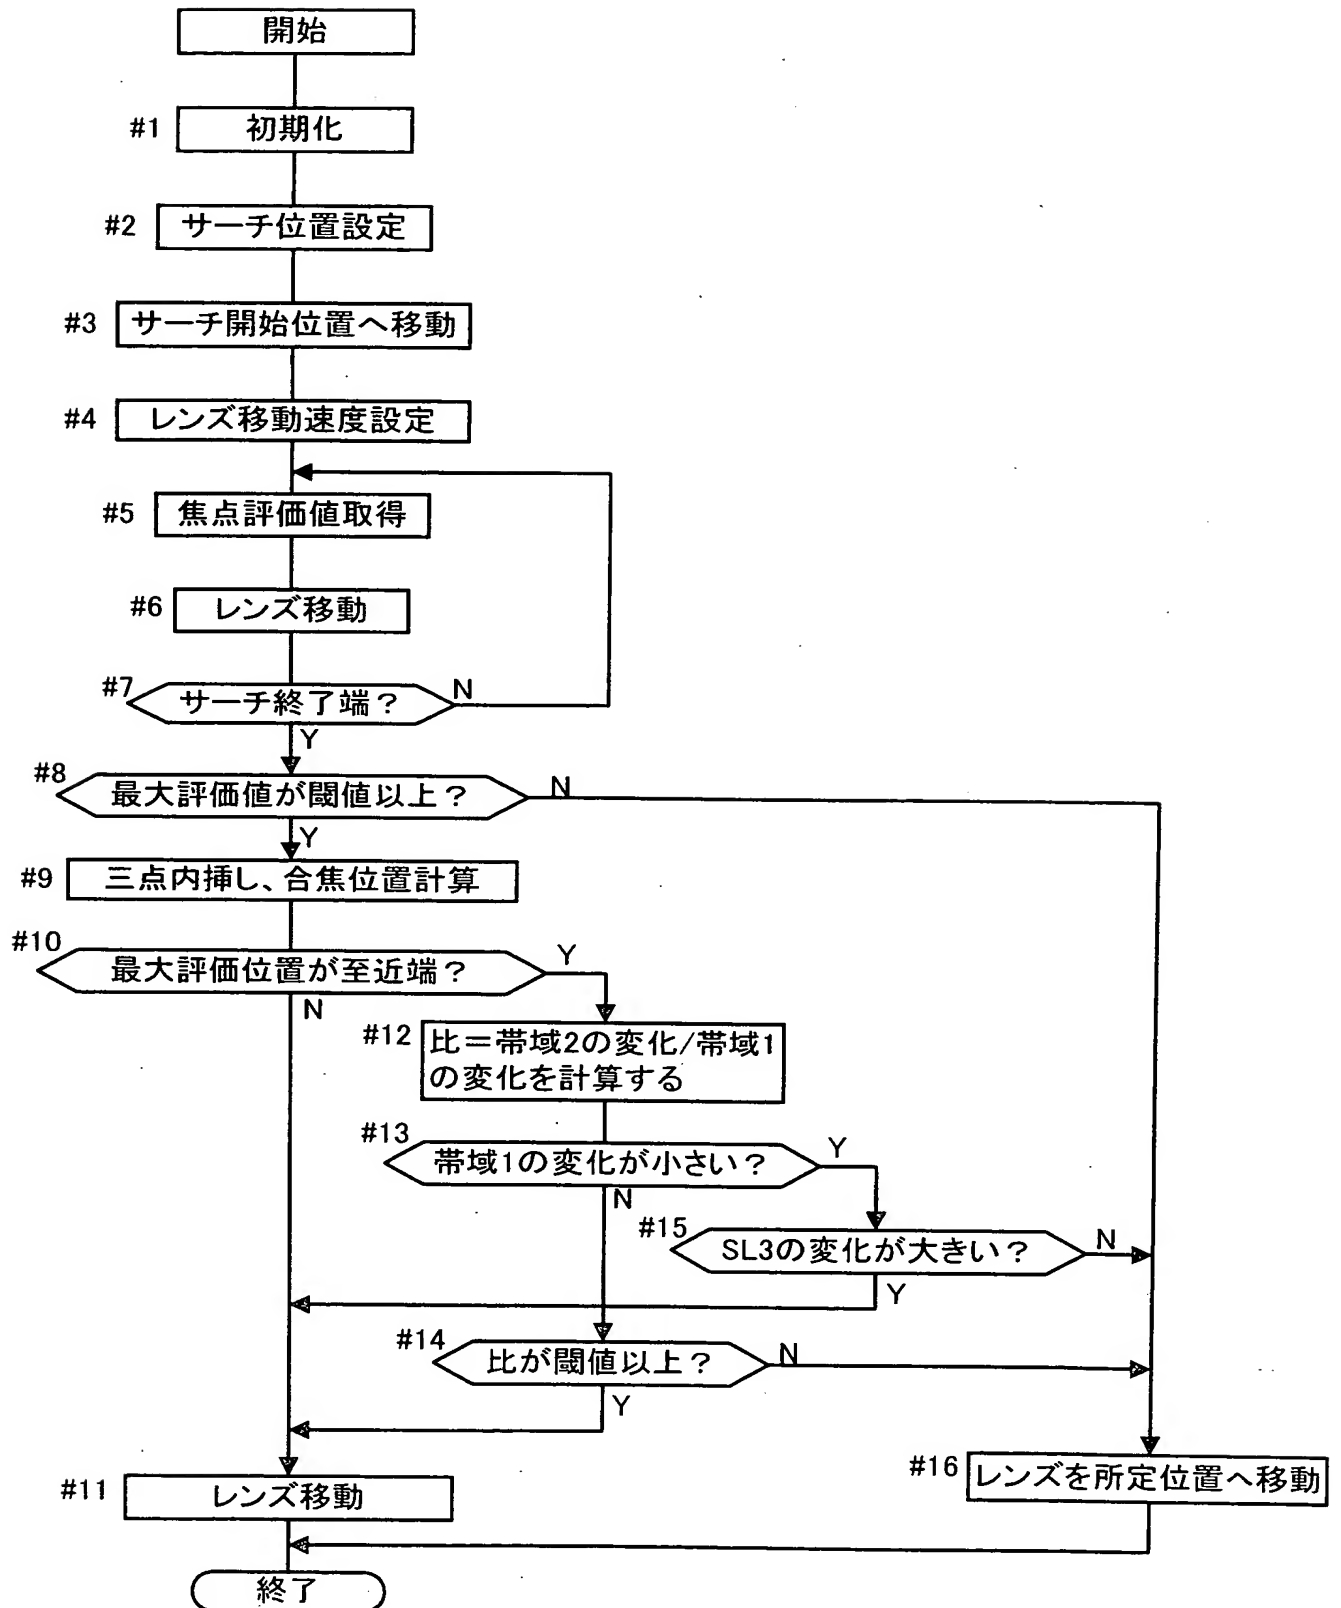 開始
#1 初期化
#2 サーチ位置設定
#3 サーチ開始位置へ移動
#4 レンズ移動速度設定
#5 焦点評価値取得
#6 レンズ移動
#7 サーチ終了端？ N
Y
#8 最大評価値が閾値以上？ N
Y
#9 三点内挿し、合焦位置計算
#10 最大評価位置が至近端？ Y
N
#12 比＝帯域2の変化/帯域1
の変化を計算する
#13 帯域1の変化が小さい？ Y
N
#15 SL3の変化が大きい？ N
Y
#14 比が閾値以上？ N
Y
#11 レンズ移動
#16 レンズを所定位置へ移動
終了